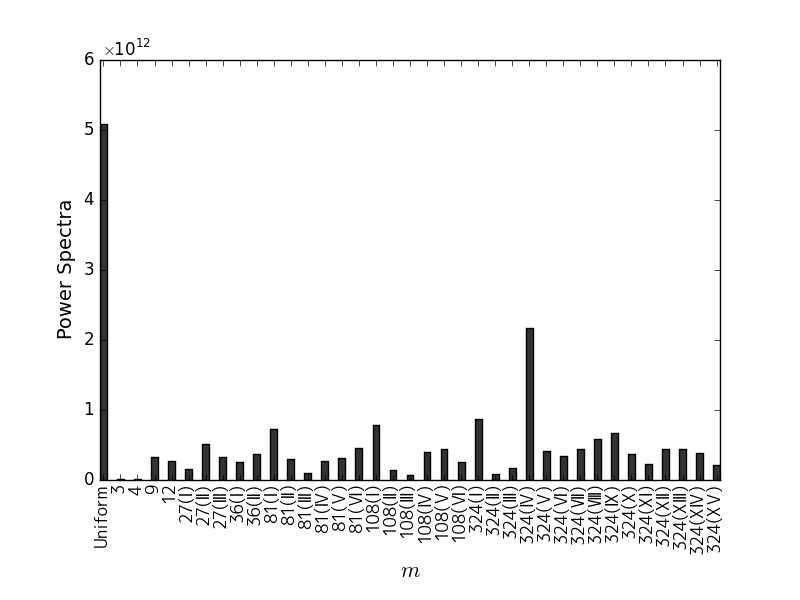 ×10¹²
6
5
4
3
2
1
0
Power Spectra
Uniform
3
4
9
12
27(I)
27(II)
27(III)
36(I)
36(II)
81(I)
81(II)
81(III)
81(IV)
81(V)
81(VI)
108(I)
108(II)
108(III)
108(IV)
108(V)
108(VI)
324(I)
324(II)
324(III)
324(IV)
324(V)
324(VI)
324(VII)
324(VIII)
324(IX)
324(X)
324(XI)
324(XII)
324(XIII)
324(XIV)
324(XV)
m